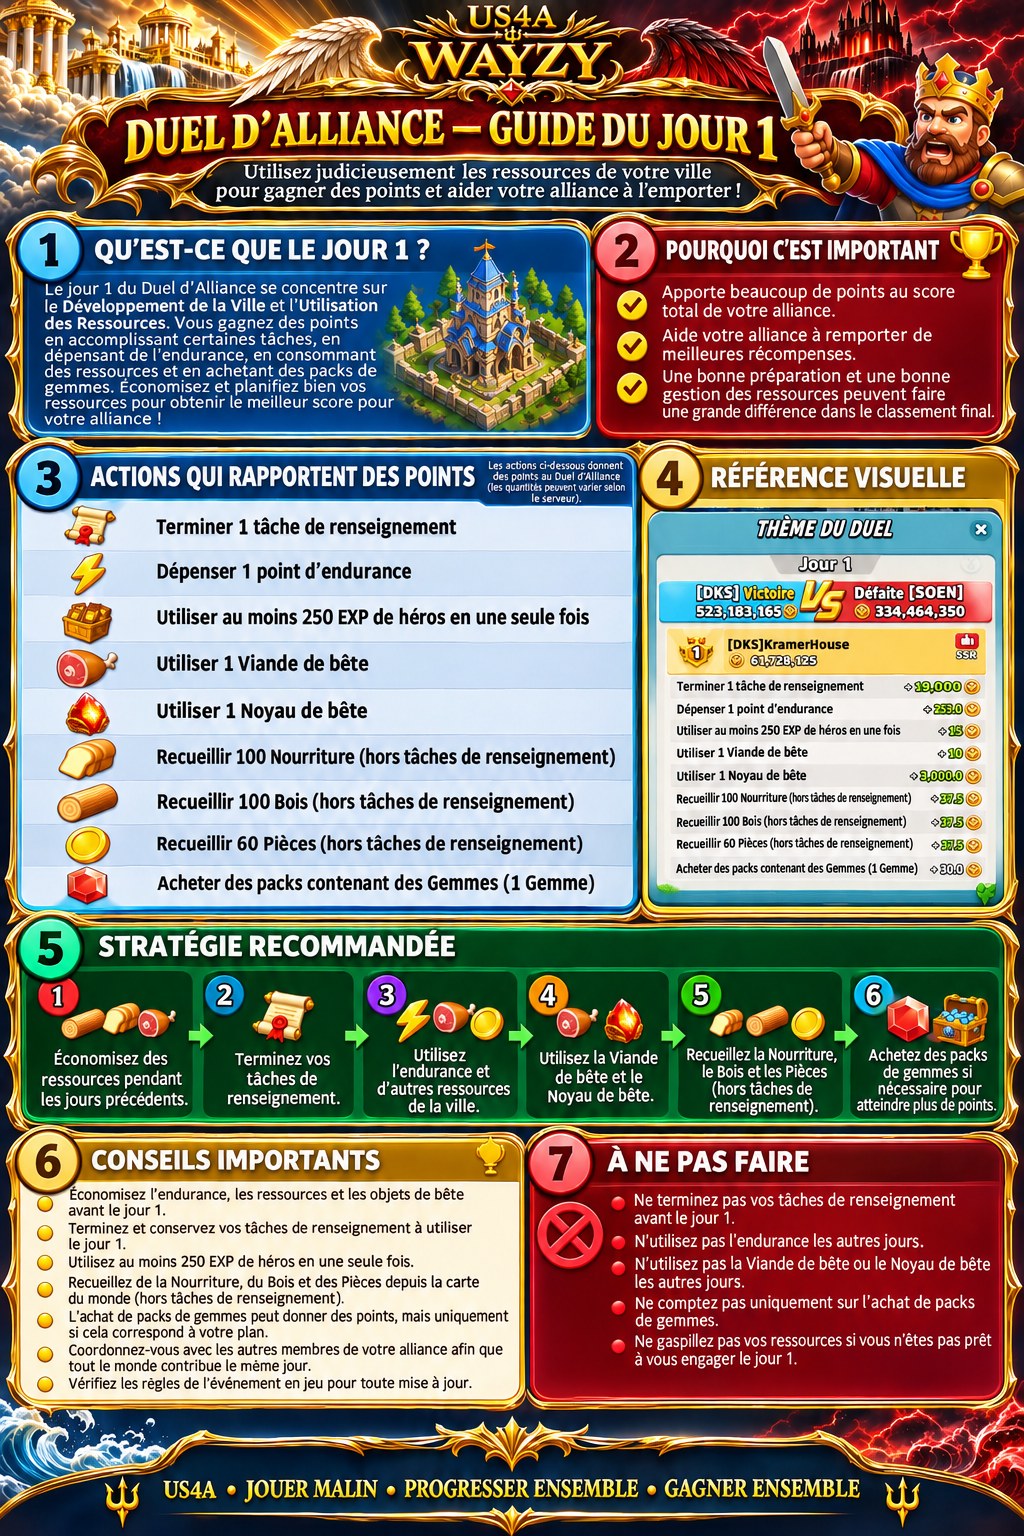 US4A
WAYZY
DUEL D'ALLIANCE – GUIDE DU JOUR 1
Utilisez judicieusement les ressources de votre ville
pour gagner des points et aider votre alliance à l'emporter !
1 QU'EST-CE QUE LE JOUR 1 ?
Le jour 1 du Duel d'Alliance se concentre sur
le Développement de la Ville et l'Utilisation
des Ressources. Vous gagnez des points
en accomplissant certaines tâches, en
dépensant de l'endurance, en consommant
des ressources et en achetant des packs de
gemmes. Économisez et planifiez bien vos
ressources pour obtenir le meilleur score pour
votre alliance !
2 POURQUOI C'EST IMPORTANT
Apporte beaucoup de points au score
total de votre alliance.
Aide votre alliance à remporter de
meilleures récompenses.
Une bonne préparation et une bonne
gestion des ressources peuvent faire
une grande différence dans le classement final.
3 ACTIONS QUI RAPPORTENT DES POINTS
Les actions ci-dessous donnent
des points au Duel d'Alliance
(les quantités peuvent varier selon
le serveur).
Terminer 1 tâche de renseignement
Dépenser 1 point d'endurance
Utiliser au moins 250 EXP de héros en une seule fois
Utiliser 1 Viande de bête
Utiliser 1 Noyau de bête
Recueillir 100 Nourriture (hors tâches de renseignement)
Recueillir 100 Bois (hors tâches de renseignement)
Recueillir 60 Pièces (hors tâches de renseignement)
Acheter des packs contenant des Gemmes (1 Gemme)
4 RÉFÉRENCE VISUELLE
THÈME DU DUEL
Jour 1
[DKS] Victoire VS Défaite [SOEN]
523,183,165 334,464,350
1 [DKS]KramerHouse
61,728,125
SSR
Terminer 1 tâche de renseignement +19,000
Dépenser 1 point d'endurance +253.0
Utiliser au moins 250 EXP de héros en une fois +15
Utiliser 1 Viande de bête +10
Utiliser 1 Noyau de bête +3,000.0
Recueillir 100 Nourriture (hors tâches de renseignement) +37.5
Recueillir 100 Bois (hors tâches de renseignement) +37.5
Recueillir 60 Pièces (hors tâches de renseignement) +37.5
Acheter des packs contenant des Gemmes (1 Gemme) +30.0
5 STRATÉGIE RECOMMANDÉE
1
Économisez des
ressources pendant
les jours précédents.
2
Terminez vos
tâches de
renseignement.
3
Utilisez
l'endurance et
d'autres ressources
de la ville.
4
Utilisez la Viande
de bête et le
Noyau de bête.
5
Recueillez la Nourriture,
le Bois et les Pièces
(hors tâches de
renseignement).
6
Achetez des packs
de gemmes si
nécessaire pour
atteindre plus de points.
6 CONSEILS IMPORTANTS
Économisez l'endurance, les ressources et les objets de bête
avant le jour 1.
Terminez et conservez vos tâches de renseignement à utiliser
le jour 1.
Utilisez au moins 250 EXP de héros en une seule fois.
Recueillez de la Nourriture, du Bois et des Pièces depuis la carte
du monde (hors tâches de renseignement).
L'achat de packs de gemmes peut donner des points, mais uniquement
si cela correspond à votre plan.
Coordonnez-vous avec les autres membres de votre alliance afin que
tout le monde contribue le même jour.
Vérifiez les règles de l'événement en jeu pour toute mise à jour.
7 À NE PAS FAIRE
Ne terminez pas vos tâches de renseignement
avant le jour 1.
N'utilisez pas l'endurance les autres jours.
N'utilisez pas la Viande de bête ou le Noyau de bête
les autres jours.
Ne comptez pas uniquement sur l'achat de packs
de gemmes.
Ne gaspillez pas vos ressources si vous n'êtes pas prêt
à vous engager le jour 1.
US4A • JOUER MALIN • PROGRESSER ENSEMBLE • GAGNER ENSEMBLE